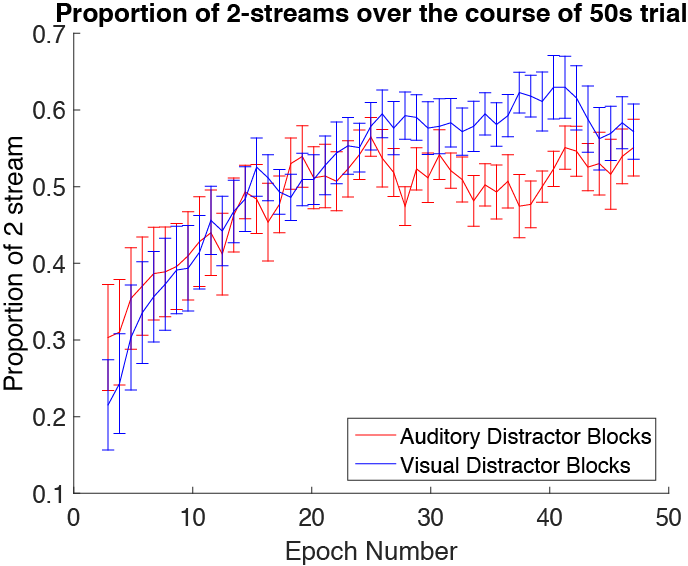 Proportion of 2-streams over the course of 50s trial
0.7
0.6
0.5
0.4
0.3
0.2
0.1
Proportion of 2 stream
Auditory Distractor Blocks
Visual Distractor Blocks
0 10 20 30 40 50
Epoch Number